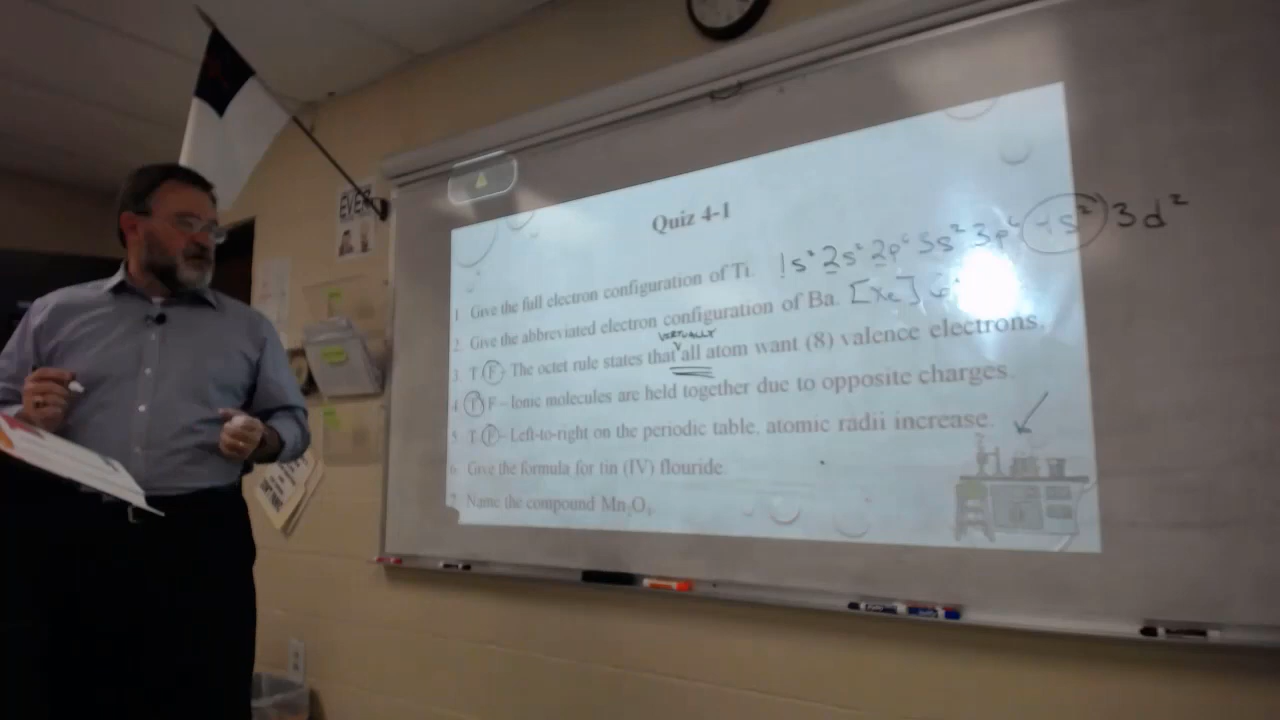 EVER
Quiz 4-1
1 Give the full electron configuration of Ti. 1s² 2s² 2p⁶ 3s² 3p⁶ 4s² 3d²
2. Give the abbreviated electron configuration of Ba. [Xe]
VIRTUALLY
3 T F- The octet rule states that all atom want (8) valence electrons.
4 T F – Ionic molecules are held together due to opposite charges.
5 T F- Left-to-right on the periodic table, atomic radii increase.
6 Give the formula for tin (IV) flouride.
7 Name the compound